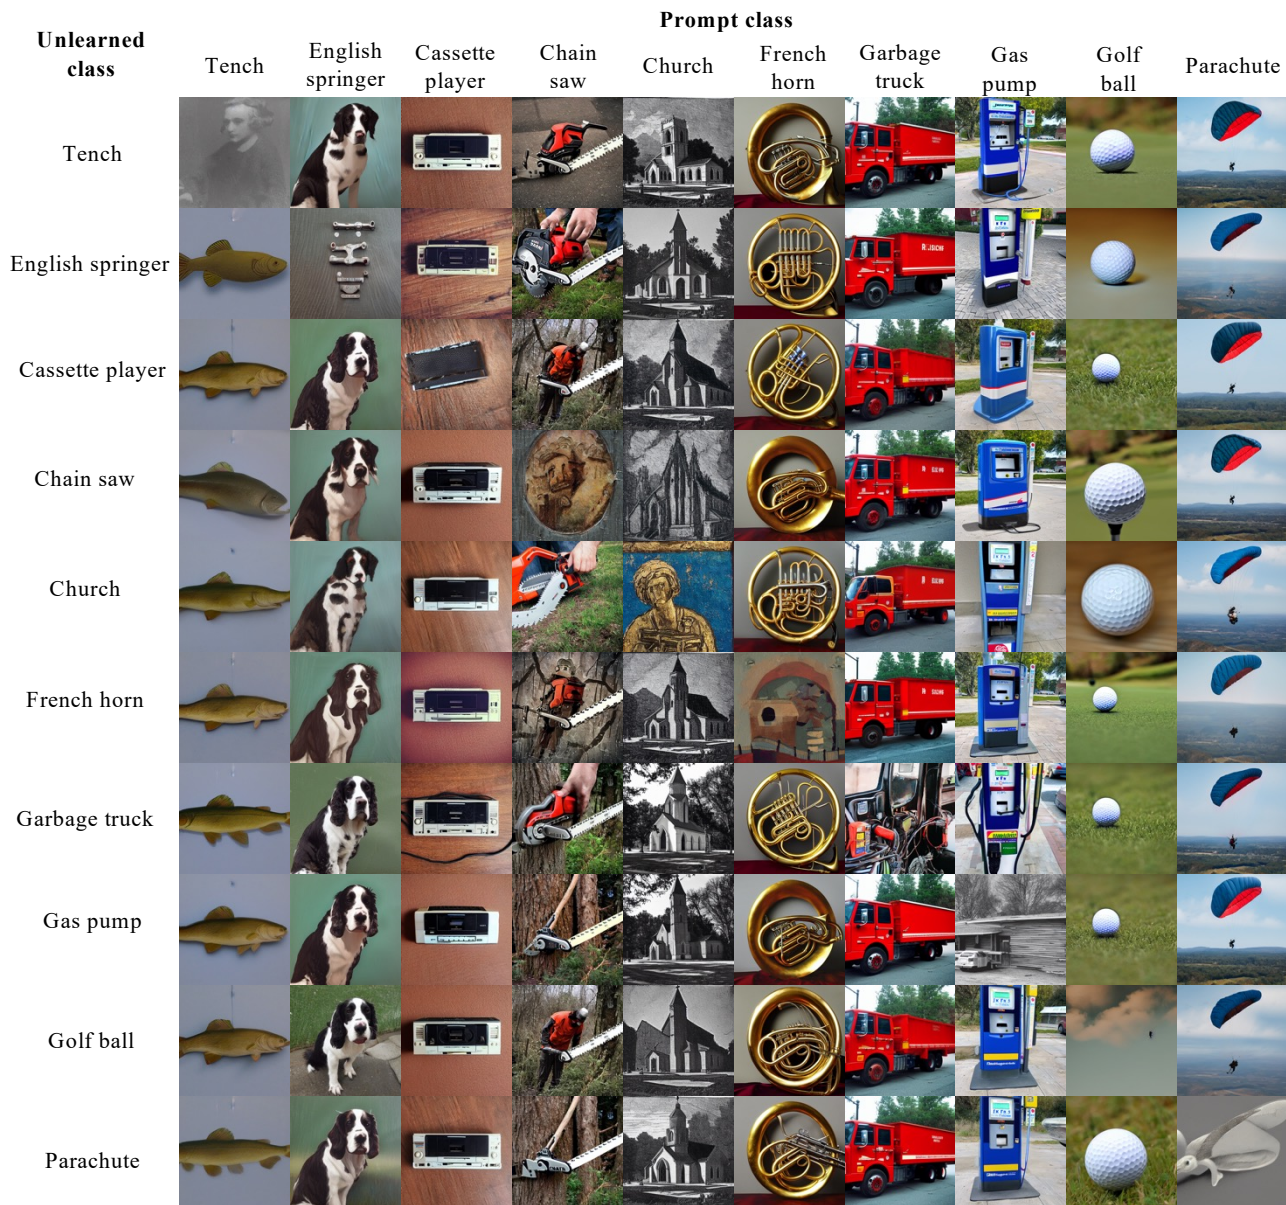 Prompt class
Unlearned
class
Tench
English
springer
Cassette
player
Chain
saw
Church
French
horn
Garbage
truck
Gas
pump
Golf
ball
Parachute
Tench
English springer
Cassette player
Chain saw
Church
French horn
Garbage truck
Gas pump
Golf ball
Parachute